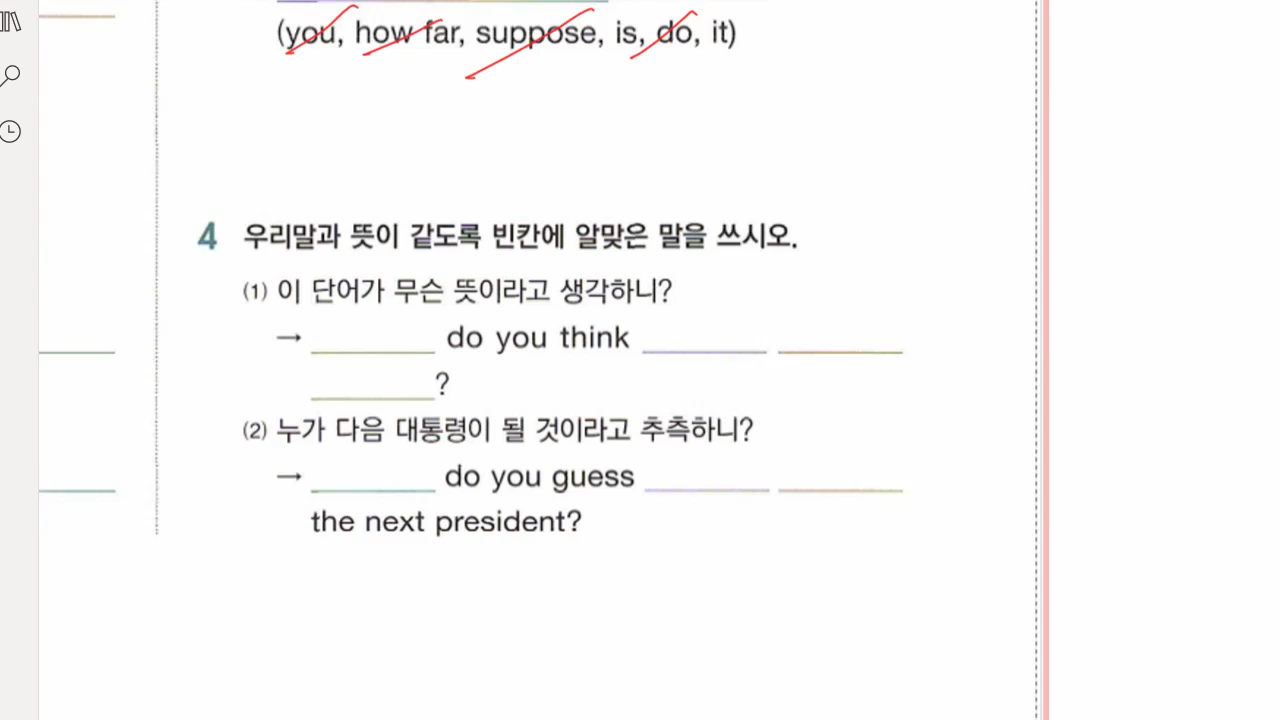 (you, how far, suppose, is, do, it)
4 우리말과 뜻이 같도록 빈칸에 알맞은 말을 쓰시오.
(1) 이 단어가 무슨 뜻이라고 생각하니?
→ ________ do you think ________ ________
________?
(2) 누가 다음 대통령이 될 것이라고 추측하니?
→ ________ do you guess ________ ________
the next president?